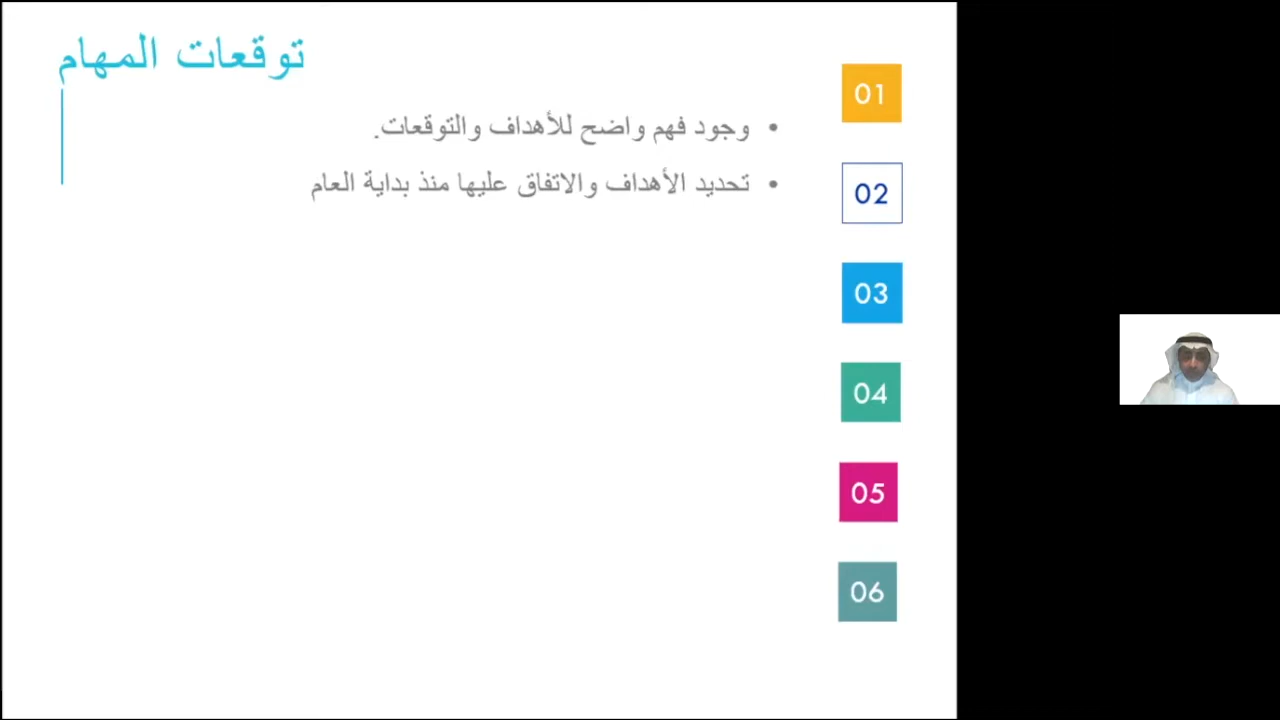 توقعات المهام
01
• وجود فهم واضح للأهداف والتوقعات.
• تحديد الأهداف والاتفاق عليها منذ بداية العام
02
03
04
05
06